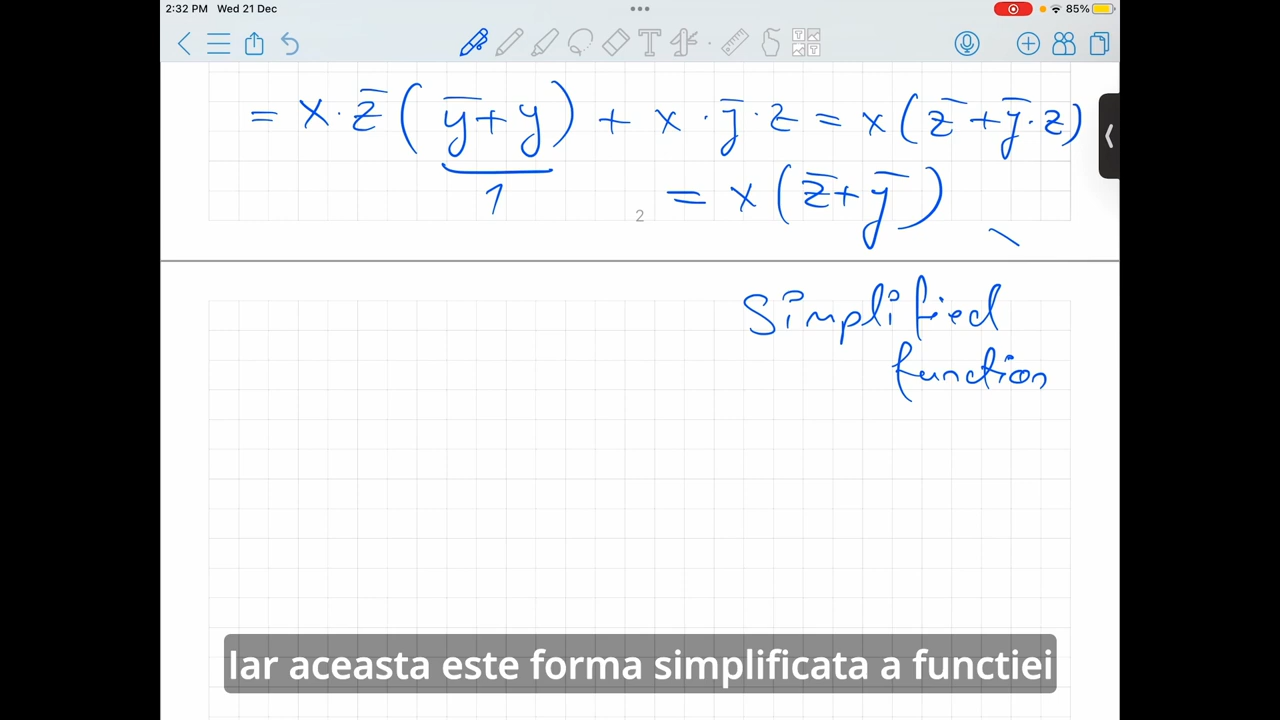 2:32 PM Wed 21 Dec
85%
= x · z̅ ( y̅ + y ) + x · y̅ · z = x ( z̅ + y̅ · z )
1
= x ( z̅ + y̅ )
2
Simplified
function
Iar aceasta este forma simplificata a functiei